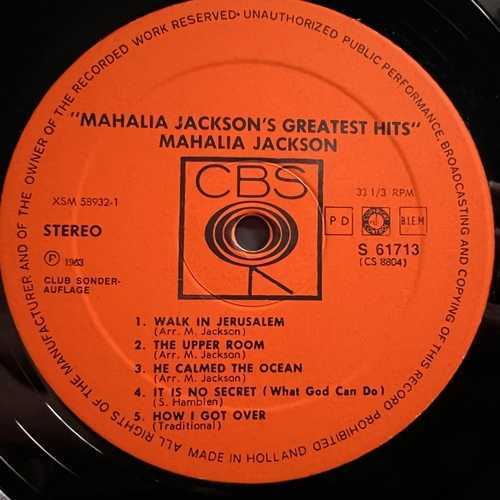 ALL RIGHTS OF THE MANUFACTURER AND OF THE OWNER OF THE RECORDED WORK RESERVED • UNAUTHORIZED PUBLIC PERFORMANCE, BROADCASTING AND COPYING OF THIS RECORD PROHIBITED
"MAHALIA JACKSON'S GREATEST HITS"
MAHALIA JACKSON
CBS
XSM 58932-1
33 1/3 RPM
STEREO
P D
B.I.E.M
S 61713
(CS 8804)
Ⓟ 1963
CLUB SONDER-
AUFLAGE
1. WALK IN JERUSALEM
(Arr. M. Jackson)
2. THE UPPER ROOM
(Arr. M. Jackson)
3. HE CALMED THE OCEAN
(Arr. M. Jackson)
4. IT IS NO SECRET (What God Can Do)
(S. Hamblen)
5. HOW I GOT OVER
(Traditional)
MADE IN HOLLAND